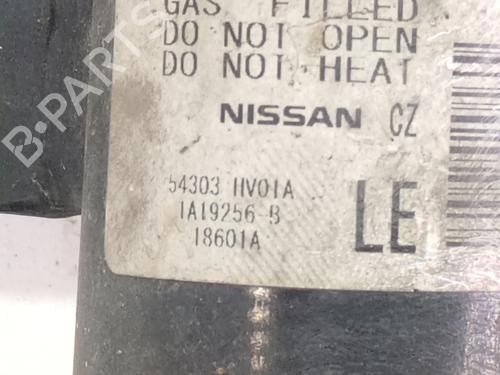 GAS FILLED
DO NOT OPEN
DO NOT HEAT
NISSAN CZ
54303 HV01A
1A19256-B
18601A
LE
B-PARTS